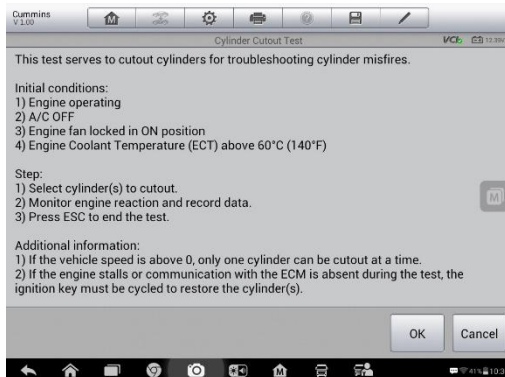 Cummins
V 1.00
Cylinder Cutout Test
VCI
This test serves to cutout cylinders for troubleshooting cylinder misfires.
Initial conditions:
1) Engine operating
2) A/C OFF
3) Engine fan locked in ON position
4) Engine Coolant Temperature (ECT) above 60°C (140°F)
Step:
1) Select cylinder(s) to cutout.
2) Monitor engine reaction and record data.
3) Press ESC to end the test.
Additional information:
1) If the vehicle speed is above 0, only one cylinder can be cutout at a time.
2) If the engine stalls or communication with the ECM is absent during the test, the
ignition key must be cycled to restore the cylinder(s).
OK
Cancel
41%